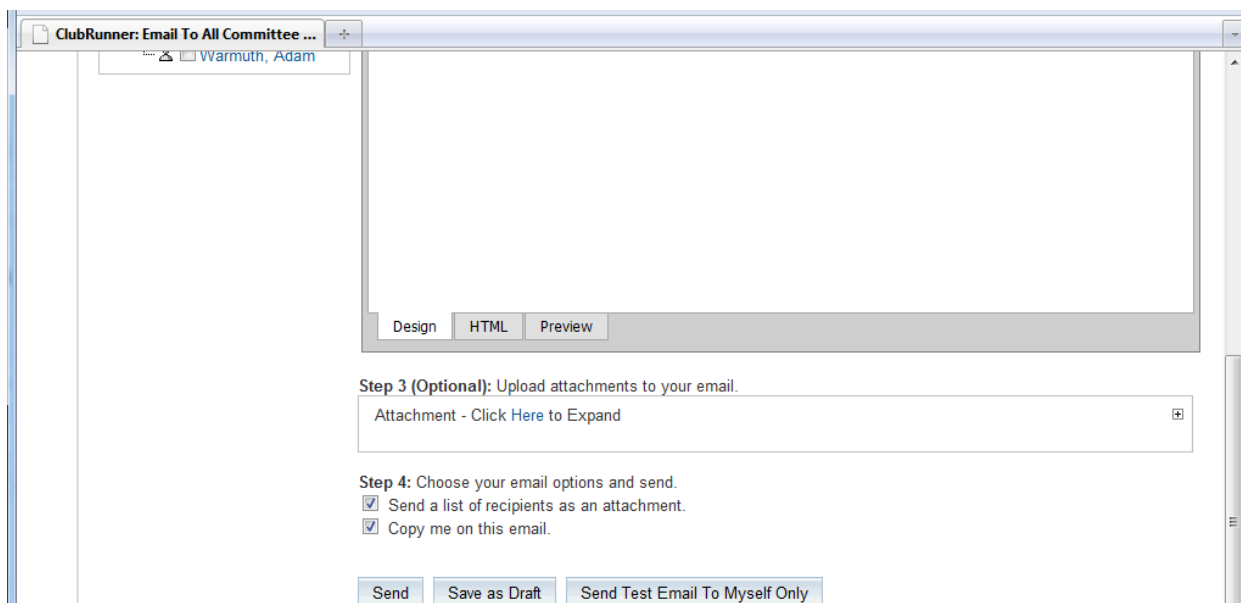 ClubRunner: Email To All Committee ...
Warmuth, Adam
Design HTML Preview
Step 3 (Optional): Upload attachments to your email.
Attachment - Click Here to Expand
Step 4: Choose your email options and send.
Send a list of recipients as an attachment.
Copy me on this email.
Send Save as Draft Send Test Email To Myself Only